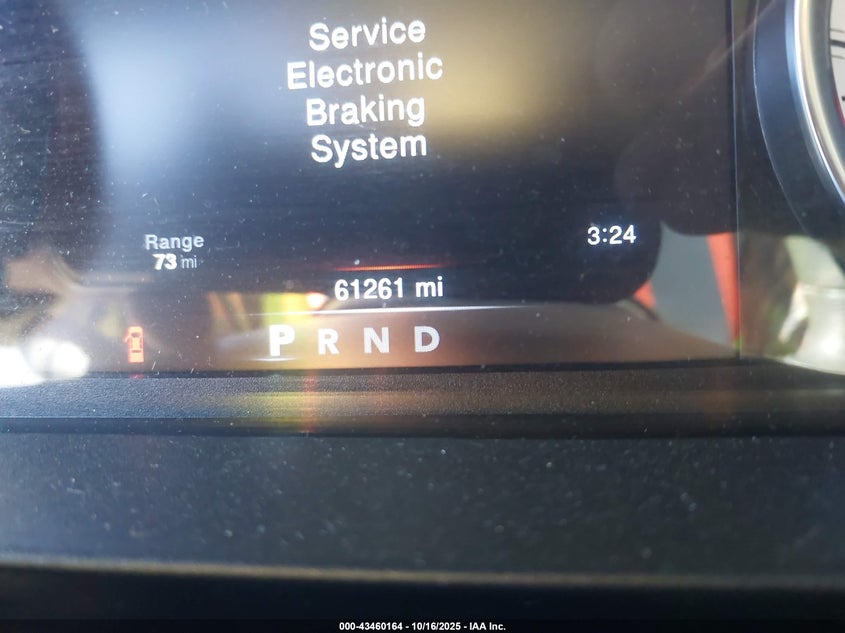 Service
Electronic
Braking
System
Range
73 mi
3:24
61261 mi
P R N D
000-43460164 - 10/16/2025 - IAA Inc.